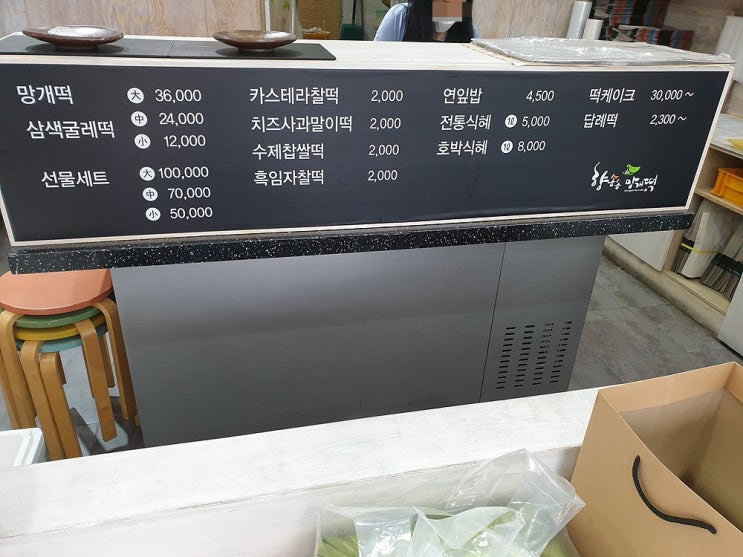 망개떡 大 36,000
삼색굴레떡 中 24,000
小 12,000
선물세트 大 100,000
中 70,000
小 50,000
카스테라찰떡 2,000
치즈사과말이떡 2,000
수제찹쌀떡 2,000
흑임자찰떡 2,000
연잎밥 4,500
전통식혜 5,000
호박식혜 8,000
떡케이크 30,000~
답례떡 2,300~
망개떡